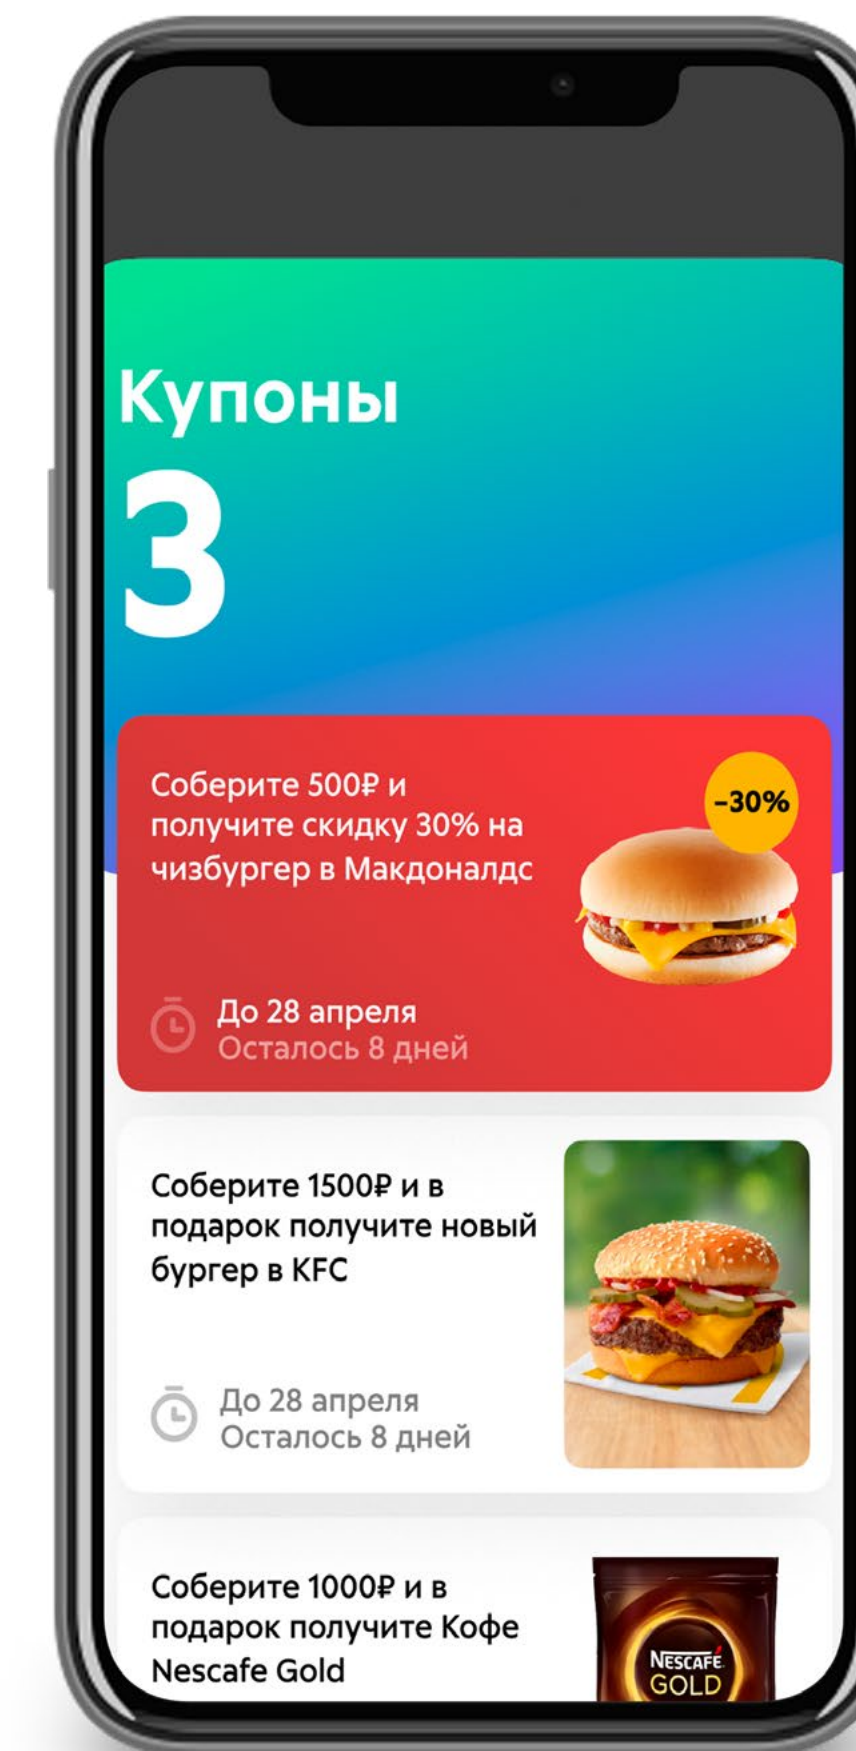 Купоны
3
Соберите 500₽ и
получите скидку 30% на
чизбургер в Макдоналдс
-30%
До 28 апреля
Осталось 8 дней
Соберите 1500₽ и в
подарок получите новый
бургер в KFC
До 28 апреля
Осталось 8 дней
Соберите 1000₽ и в
подарок получите Кофе
Nescafe Gold
NESCAFÉ
GOLD